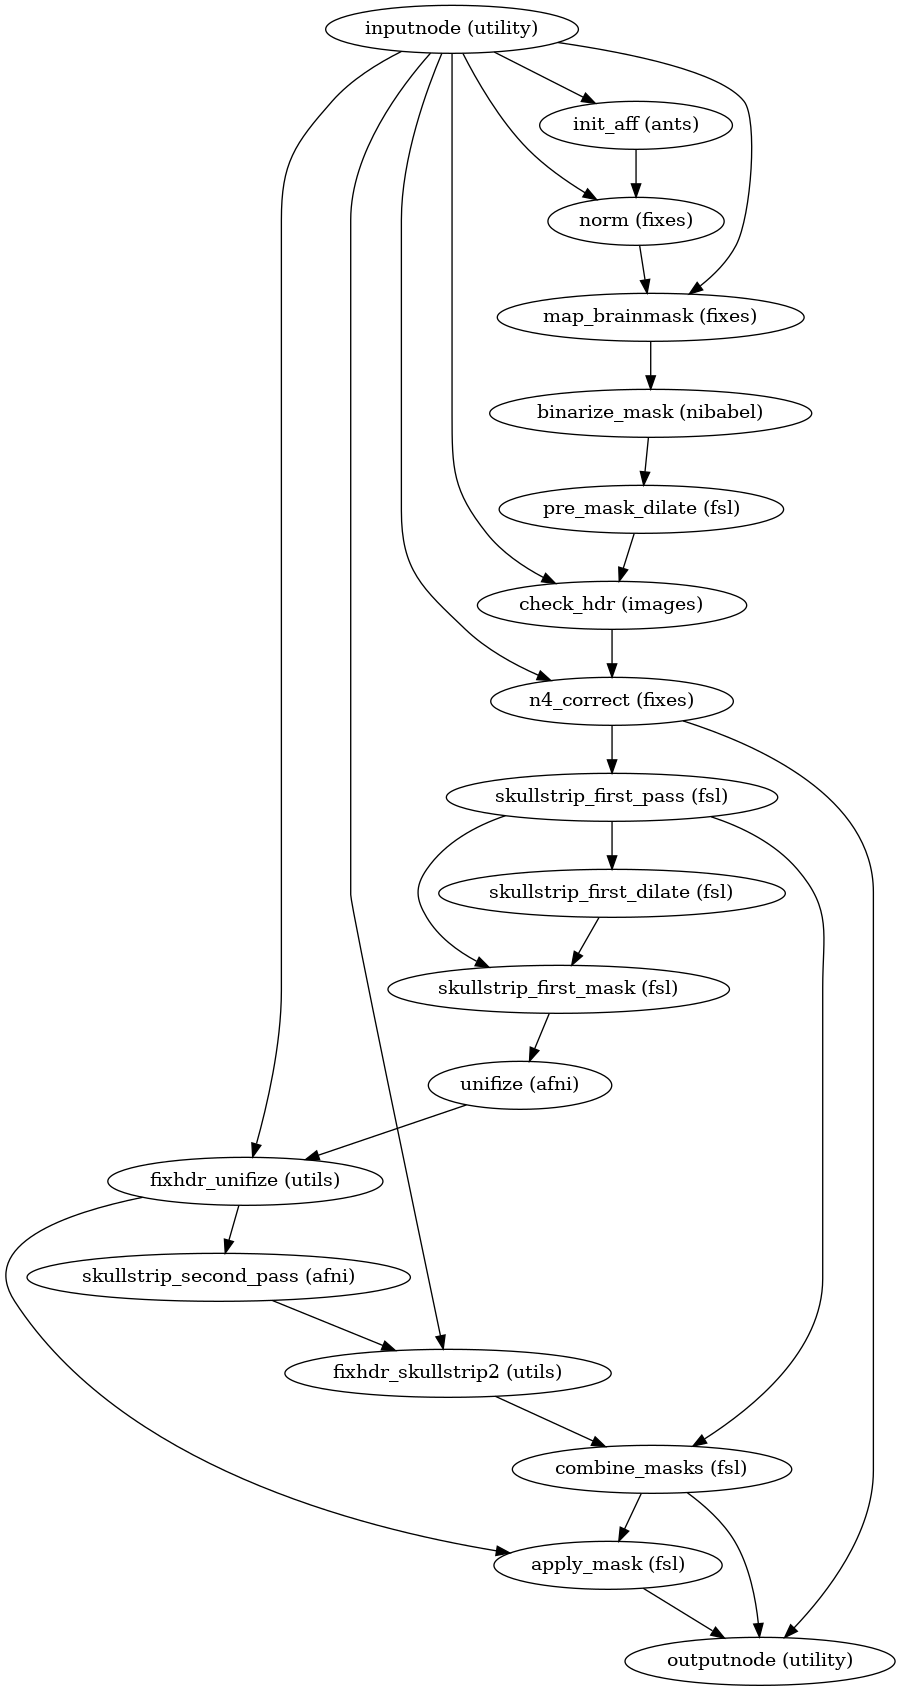 inputnode (utility)
init_aff (ants)
norm (fixes)
map_brainmask (fixes)
binarize_mask (nibabel)
pre_mask_dilate (fsl)
check_hdr (images)
n4_correct (fixes)
skullstrip_first_pass (fsl)
skullstrip_first_dilate (fsl)
skullstrip_first_mask (fsl)
unifize (afni)
fixhdr_unifize (utils)
skullstrip_second_pass (afni)
fixhdr_skullstrip2 (utils)
combine_masks (fsl)
apply_mask (fsl)
outputnode (utility)